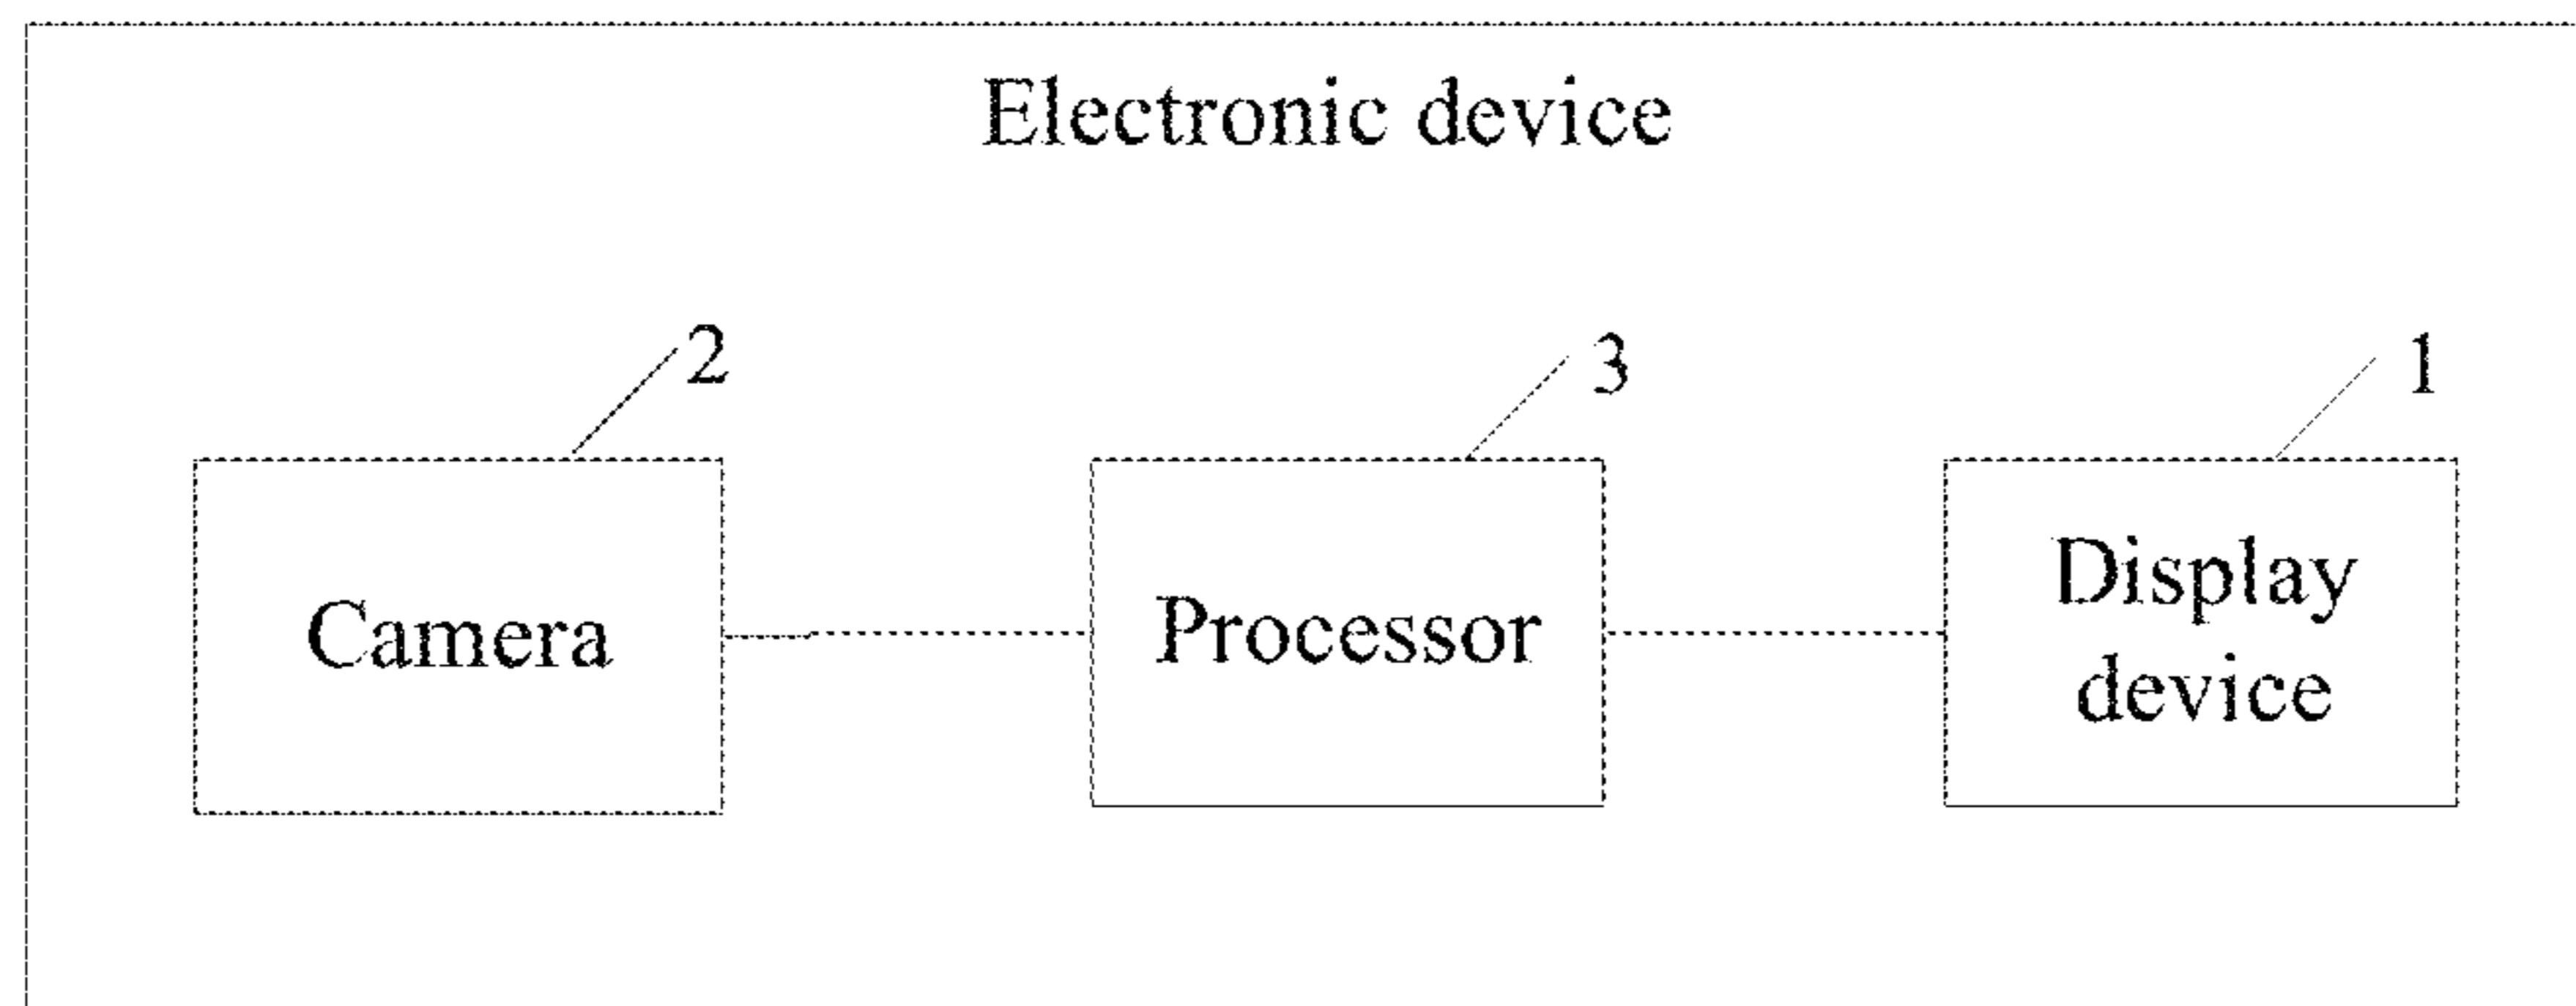 Electronic device
2
3
1
Camera
Processor
Display
device